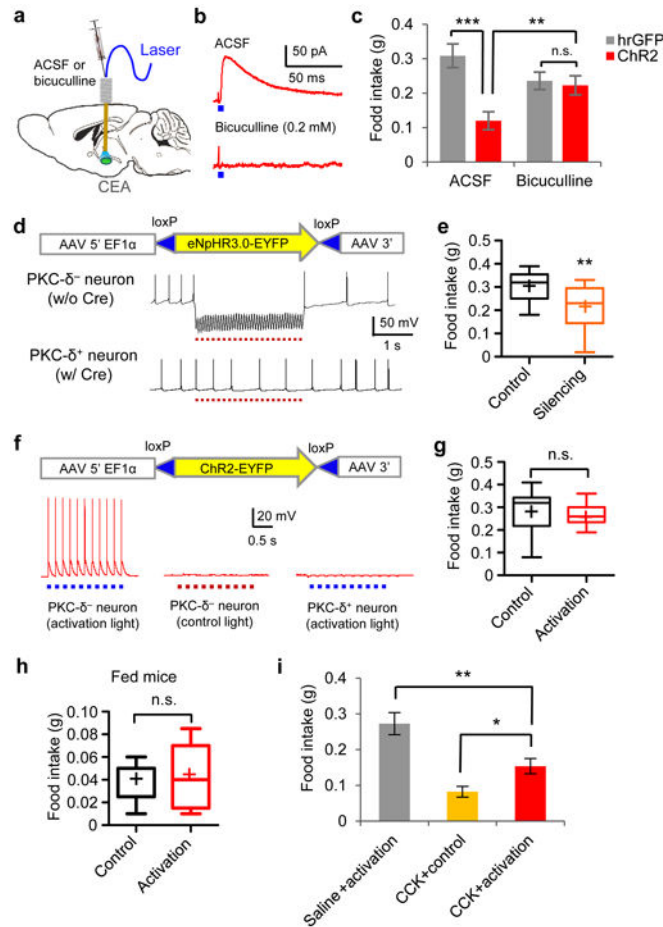 a
Laser
ACSF or
bicuculline
CEA
b
ACSF
50 pA
50 ms
Bicuculline (0.2 mM)
c
hrGFP
ChR2
***
**
n.s.
Fodd intake (g)
0.4
0.3
0.2
0.1
0
ACSF
Bicuculline
d
loxP
loxP
AAV 5' EF1α
eNpHR3.0-EYFP
AAV 3'
PKC-δ⁻ neuron
(w/o Cre)
50 mV
1 s
PKC-δ⁺ neuron
(w/ Cre)
e
Food intake (g)
0.5
0.4
0.3
0.2
0.1
0
**
Control
Silencing
f
loxP
loxP
AAV 5' EF1α
ChR2-EYFP
AAV 3'
20 mV
0.5 s
PKC-δ⁻ neuron
(activation light)
PKC-δ⁻ neuron
(control light)
PKC-δ⁺ neuron
(activation light)
g
n.s.
Food intake (g)
0.5
0.4
0.3
0.2
0.1
0
Control
Activation
h
Fed mice
n.s.
Food intake (g)
0.10
0.08
0.06
0.04
0.02
0
Control
Activation
i
Food intake (g)
0.4
0.3
0.2
0.1
0
**
*
Saline+activation
CCK+control
CCK+activation